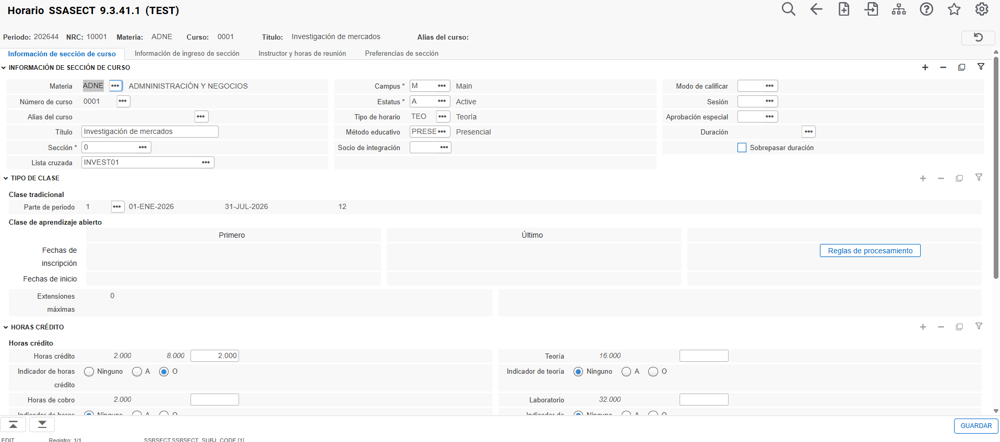 Horario SSASECT 9.3.41.1 (TEST)
Periodo: 202644 NRC: 10001 Materia: ADNE Curso: 0001 Título: Investigación de mercados Alias del curso:
Información de sección de curso Información de ingreso de sección Instructor y horas de reunión Preferencias de sección
INFORMACIÓN DE SECCIÓN DE CURSO
Materia ADNE ADMNINISTRACIÓN Y NEGOCIOS Campus * M Main Modo de calificar
Número de curso 0001 Estatus * A Active Sesión
Alias del curso Tipo de horario TEO Teoría Aprobación especial
Título Investigación de mercados Método educativo PRESE Presencial Duración
Sección * 0 Socio de integración Sobrepasar duración
Lista cruzada INVEST01
TIPO DE CLASE
Clase tradicional
Parte de periodo 1 01-ENE-2026 31-JUL-2026 12
Clase de aprendizaje abierto
Primero Último
Fechas de inscripción Reglas de procesamiento
Fechas de inicio
Extensiones máximas 0
HORAS CRÉDITO
Horas crédito
Horas crédito 2.000 8.000 2.000 Teoría 16.000
Indicador de horas crédito Ninguno A O Indicador de teoría Ninguno A O
Horas de cobro 2.000 Laboratorio 32.000
Indicador de horas Ninguno A O Indicador de Ninguno A O
GUARDAR
EDIT Registro: 1/1 SSBSECT.SSBSECT_SUBJ_CODE [1]